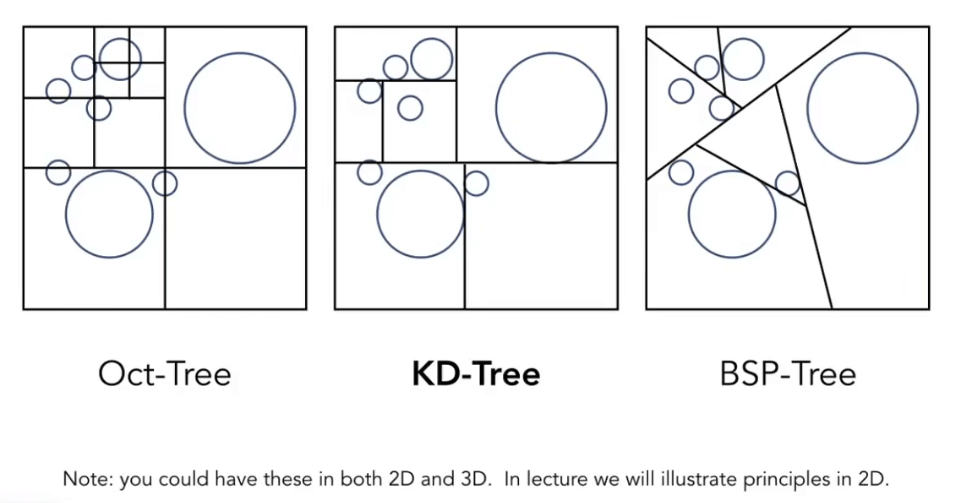 Oct-Tree
KD-Tree
BSP-Tree
Note: you could have these in both 2D and 3D. In lecture we will illustrate principles in 2D.